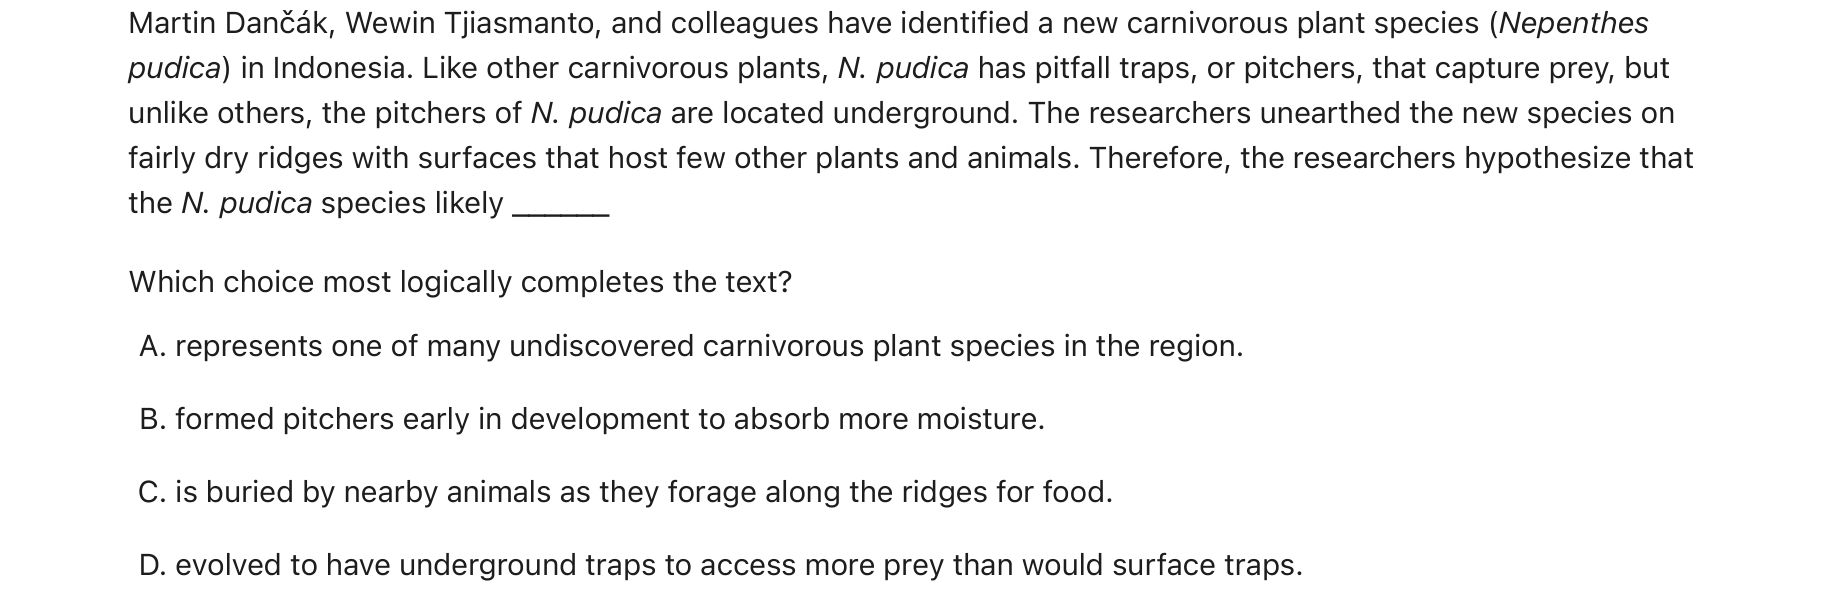 Martin Dančák, Wewin Tjiasmanto, and colleagues have identified a new carnivorous plant species (Nepenthes
pudica) in Indonesia. Like other carnivorous plants, N. pudica has pitfall traps, or pitchers, that capture prey, but
unlike others, the pitchers of N. pudica are located underground. The researchers unearthed the new species on
fairly dry ridges with surfaces that host few other plants and animals. Therefore, the researchers hypothesize that
the N. pudica species likely ______
Which choice most logically completes the text?
A. represents one of many undiscovered carnivorous plant species in the region.
B. formed pitchers early in development to absorb more moisture.
C. is buried by nearby animals as they forage along the ridges for food.
D. evolved to have underground traps to access more prey than would surface traps.